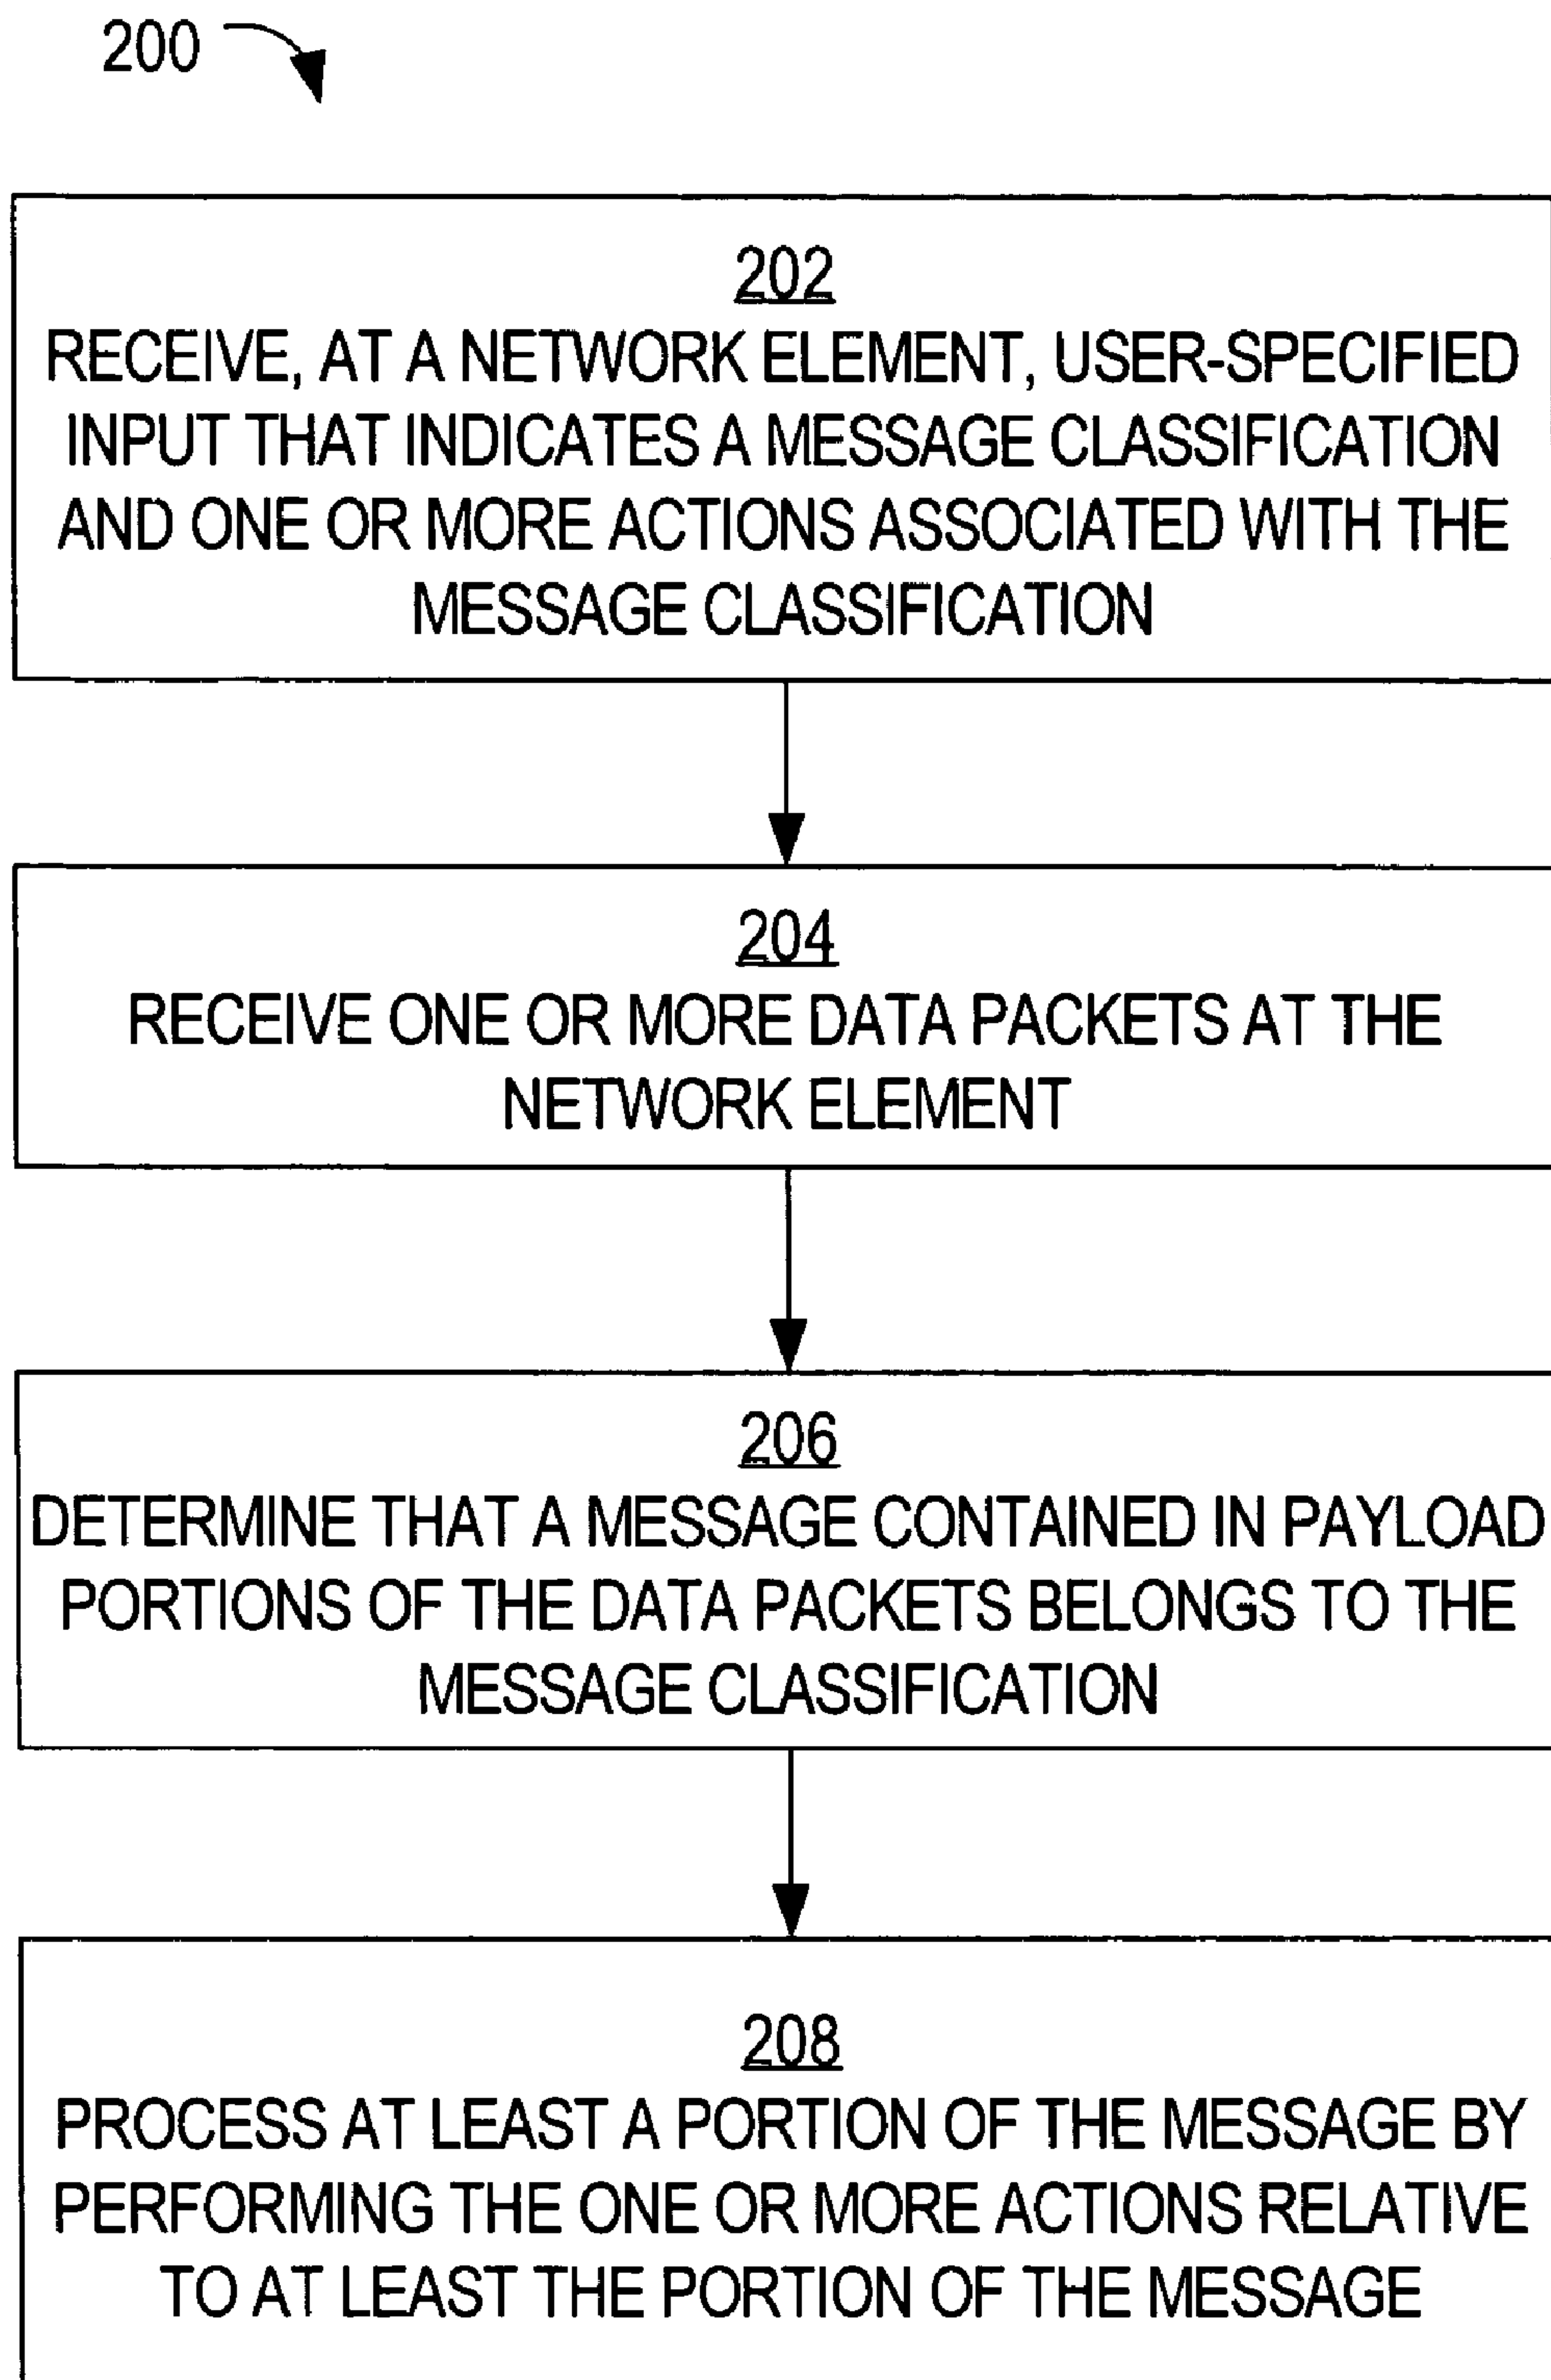 200
202
RECEIVE, AT A NETWORK ELEMENT, USER-SPECIFIED
INPUT THAT INDICATES A MESSAGE CLASSIFICATION
AND ONE OR MORE ACTIONS ASSOCIATED WITH THE
MESSAGE CLASSIFICATION
204
RECEIVE ONE OR MORE DATA PACKETS AT THE
NETWORK ELEMENT
206
DETERMINE THAT A MESSAGE CONTAINED IN PAYLOAD
PORTIONS OF THE DATA PACKETS BELONGS TO THE
MESSAGE CLASSIFICATION
208
PROCESS AT LEAST A PORTION OF THE MESSAGE BY
PERFORMING THE ONE OR MORE ACTIONS RELATIVE
TO AT LEAST THE PORTION OF THE MESSAGE